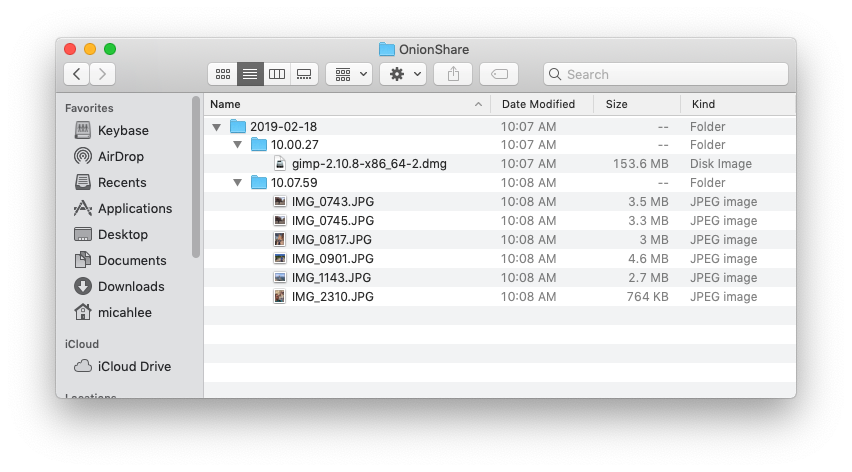 OnionShare
Search
Favorites
Keybase
AirDrop
Recents
Applications
Desktop
Documents
Downloads
micahlee
iCloud
iCloud Drive
Locations
Name Date Modified Size Kind
2019-02-18 10:07 AM -- Folder
10.00.27 10:07 AM -- Folder
gimp-2.10.8-x86_64-2.dmg 10:07 AM 153.6 MB Disk Image
10.07.59 10:08 AM -- Folder
IMG_0743.JPG 10:08 AM 3.5 MB JPEG image
IMG_0745.JPG 10:08 AM 3.3 MB JPEG image
IMG_0817.JPG 10:08 AM 3 MB JPEG image
IMG_0901.JPG 10:08 AM 4.6 MB JPEG image
IMG_1143.JPG 10:08 AM 2.7 MB JPEG image
IMG_2310.JPG 10:08 AM 764 KB JPEG image